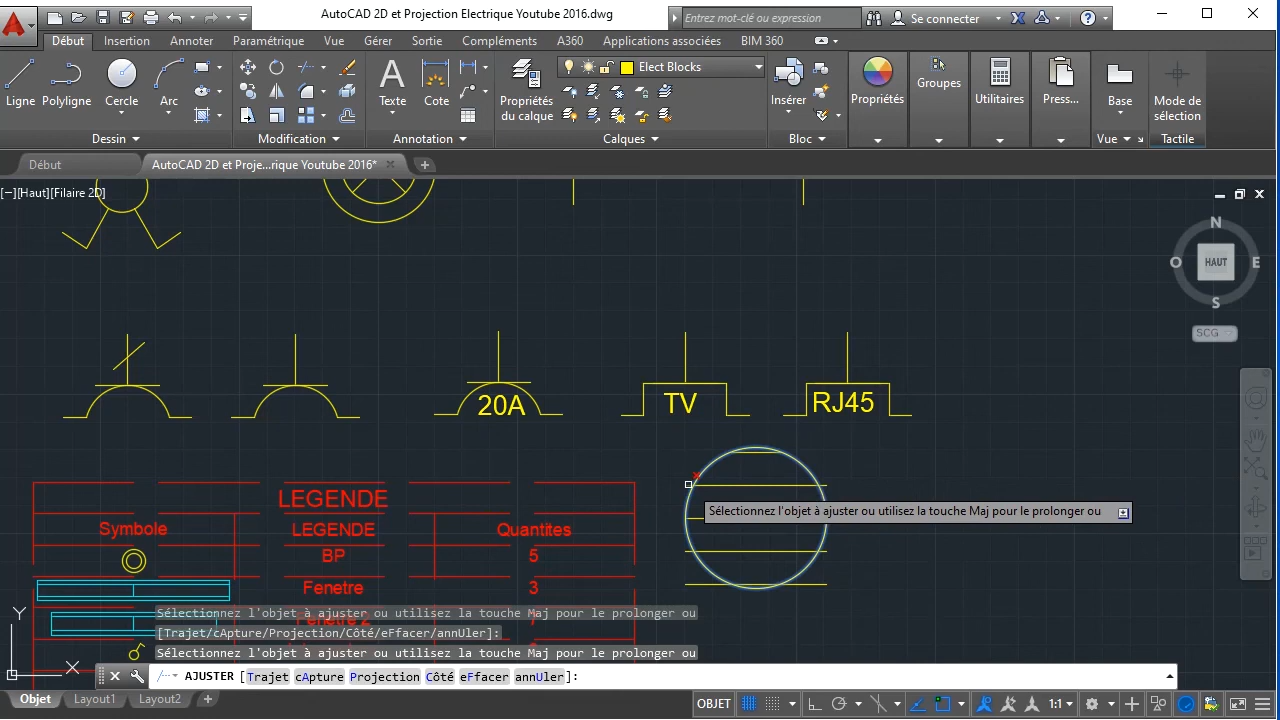 AutoCAD 2D et Projection Electrique Youtube 2016.dwg
Entrez mot-clé ou expression
Se connecter
Début Insertion Annoter Paramétrique Vue Gérer Sortie Compléments A360 Applications associées BIM 360
Ligne Polyligne Cercle Arc
Texte Cote
Propriétés
du calque
Elect Blocks
Insérer
Propriétés
Groupes
Utilitaires
Press...
Base
Mode de
sélection
Dessin Modification Annotation Calques Bloc Vue Tactile
Début AutoCAD 2D et Proje...rique Youtube 2016*
[−][Haut][Filaire 2D]
N
O HAUT E
S
SCG
20A
TV
RJ45
LEGENDE
Symbole LEGENDE Quantites
BP 5
Fenetre 3
Sélectionnez l'objet à ajuster ou utilisez la touche Maj pour le prolonger ou
Sélectionnez l'objet à ajuster ou utilisez la touche Maj pour le prolonger ou
[Trajet/cApture/Projection/Côté/eFfacer/annUler]:
Sélectionnez l'objet à ajuster ou utilisez la touche Maj pour le prolonger ou
Y
X
AJUSTER [Trajet cApture Projection Côté eFfacer annUler]:
Objet Layout1 Layout2
OBJET
1:1